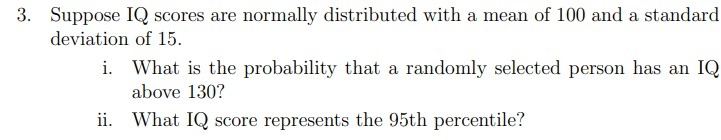 3. Suppose IQ scores are normally distributed with a mean of 100 and a standard
deviation of 15.
i. What is the probability that a randomly selected person has an IQ
above 130?
ii. What IQ score represents the 95th percentile?